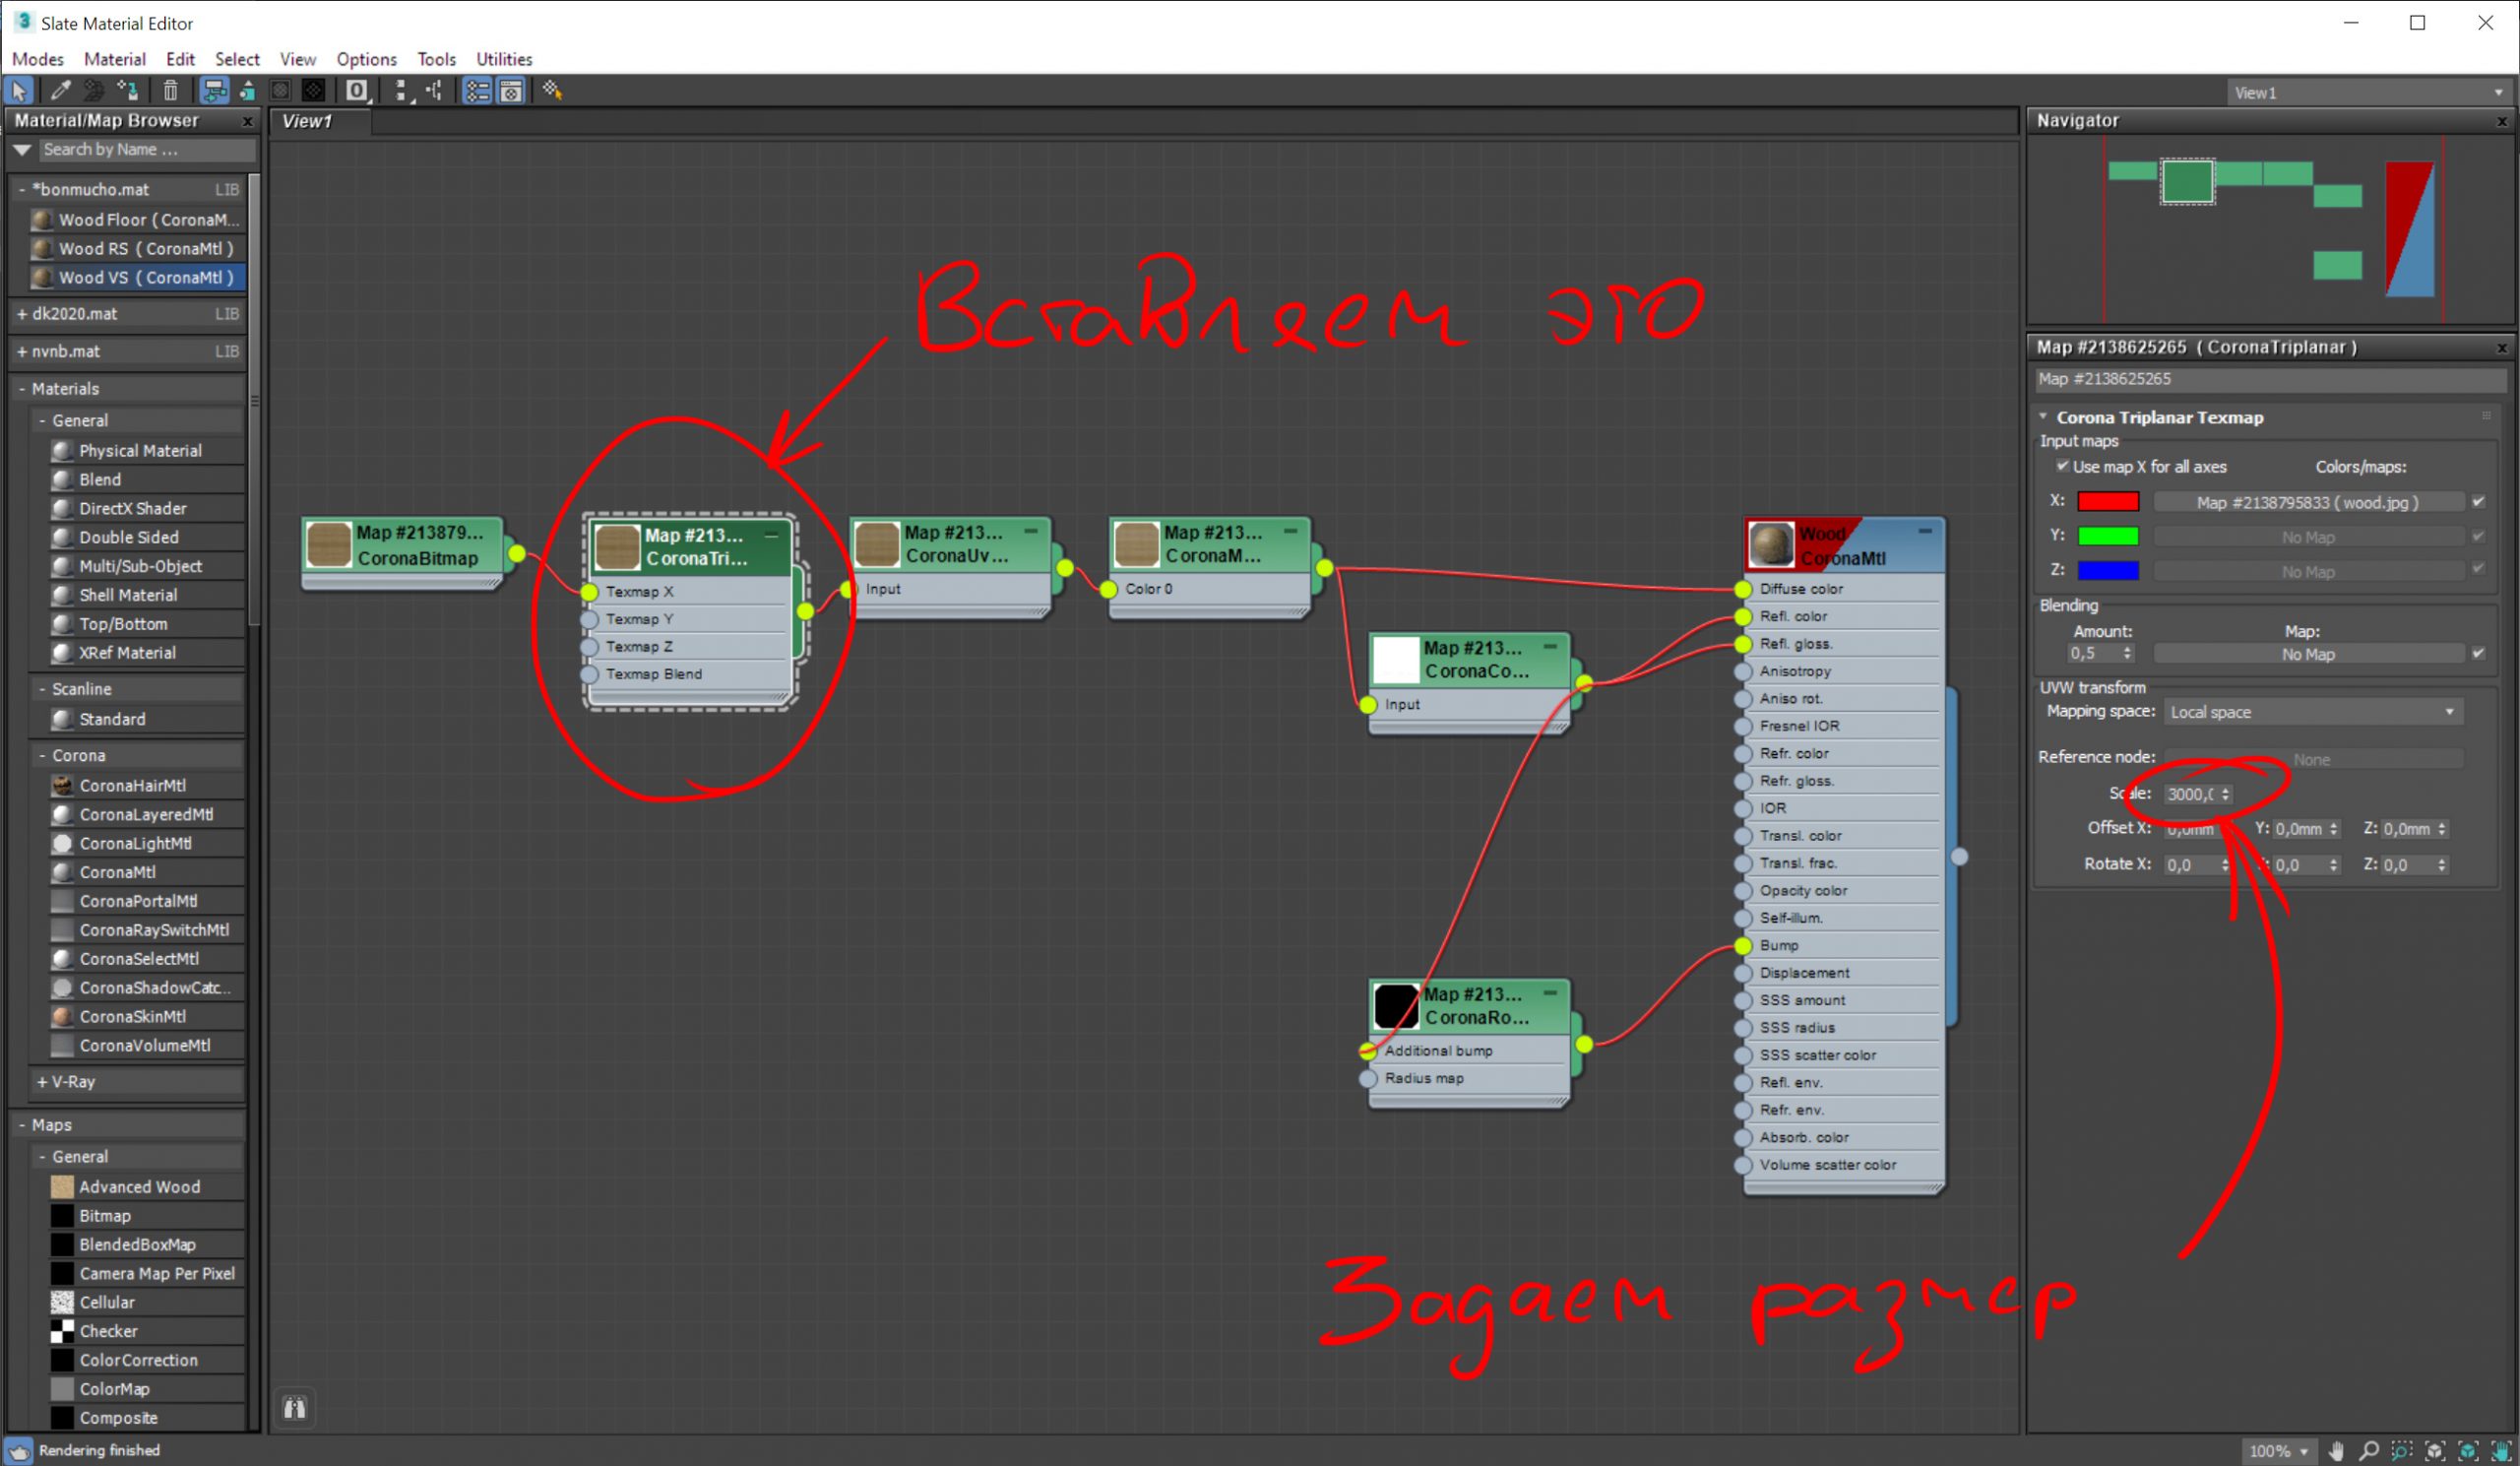 Slate Material Editor
Modes Material Edit Select View Options Tools Utilities
View1
Material/Map Browser
Search by Name ...
- *bonmucho.mat LIB
Wood Floor ( CoronaM...
Wood RS ( CoronaMtl )
Wood VS ( CoronaMtl )
+ dk2020.mat LIB
+ nvnb.mat LIB
- Materials
- General
Physical Material
Blend
DirectX Shader
Double Sided
Multi/Sub-Object
Shell Material
Top/Bottom
XRef Material
- Scanline
Standard
- Corona
CoronaHairMtl
CoronaLayeredMtl
CoronaLightMtl
CoronaMtl
CoronaPortalMtl
CoronaRaySwitchMtl
CoronaSelectMtl
CoronaShadowCatc...
CoronaSkinMtl
CoronaVolumeMtl
+ V-Ray
- Maps
- General
Advanced Wood
Bitmap
BlendedBoxMap
Camera Map Per Pixel
Cellular
Checker
ColorCorrection
ColorMap
Composite
Rendering finished
View1
Вставляем это
Map #213879...
CoronaBitmap
Map #213...
CoronaTri...
Texmap X
Texmap Y
Texmap Z
Texmap Blend
Map #213...
CoronaUv...
Input
Map #213...
CoronaM...
Color 0
Map #213...
CoronaCo...
Input
Map #213...
CoronaRo...
Additional bump
Radius map
Wood
CoronaMtl
Diffuse color
Refl. color
Refl. gloss.
Anisotropy
Aniso rot.
Fresnel IOR
Refr. color
Refr. gloss.
IOR
Transl. color
Transl. frac.
Opacity color
Self-illum.
Bump
Displacement
SSS amount
SSS radius
SSS scatter color
Refl. env.
Refr. env.
Absorb. color
Volume scatter color
Задаем размер
Navigator
Map #2138625265 ( CoronaTriplanar )
Map #2138625265
Corona Triplanar Texmap
Input maps
Use map X for all axes Colors/maps:
X: Map #2138795833 ( wood.jpg )
Y: No Map
Z: No Map
Blending
Amount: Map:
0,5 No Map
UVW transform
Mapping space: Local space
Reference node: None
Scale: 3000,0
Offset X: 0,0mm Y: 0,0mm Z: 0,0mm
Rotate X: 0,0 0,0 Z: 0,0
100%